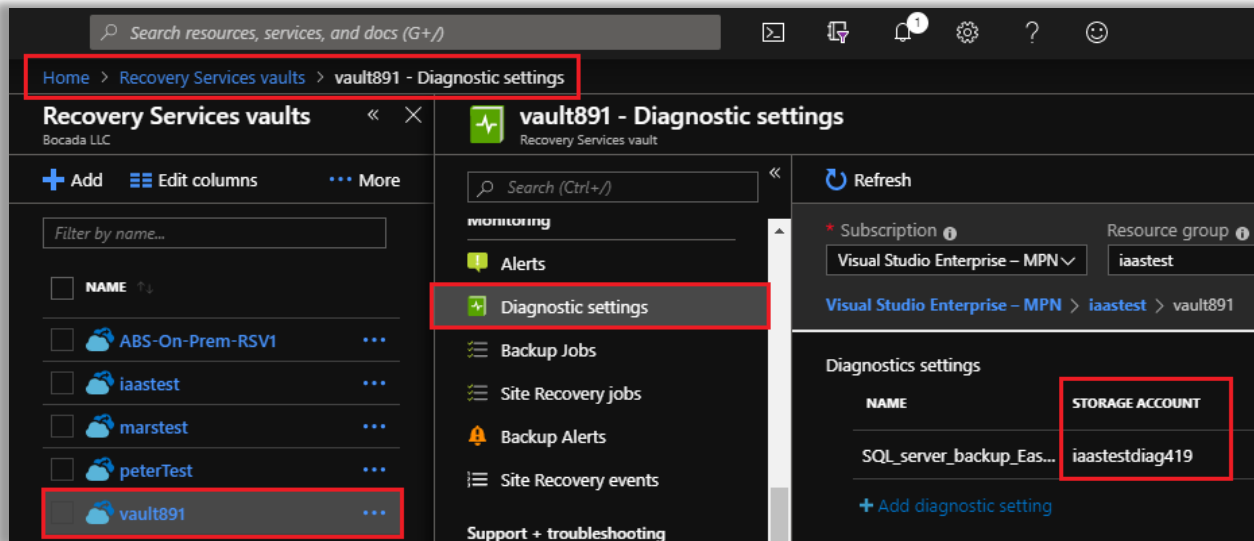 Search resources, services, and docs (G+/)
1
Home > Recovery Services vaults > vault891 - Diagnostic settings
Recovery Services vaults
Bocada LLC
Add
Edit columns
More
Filter by name...
NAME
ABS-On-Prem-RSV1
iaastest
marstest
peterTest
vault891
vault891 - Diagnostic settings
Recovery Services vault
Search (Ctrl+/)
Monitoring
Alerts
Diagnostic settings
Backup Jobs
Site Recovery jobs
Backup Alerts
Site Recovery events
Support + troubleshooting
Refresh
* Subscription
Resource group
Visual Studio Enterprise – MPN
iaastest
Visual Studio Enterprise – MPN > iaastest > vault891
Diagnostics settings
NAME STORAGE ACCOUNT
SQL_server_backup_Eas... iaastestdiag419
+ Add diagnostic setting